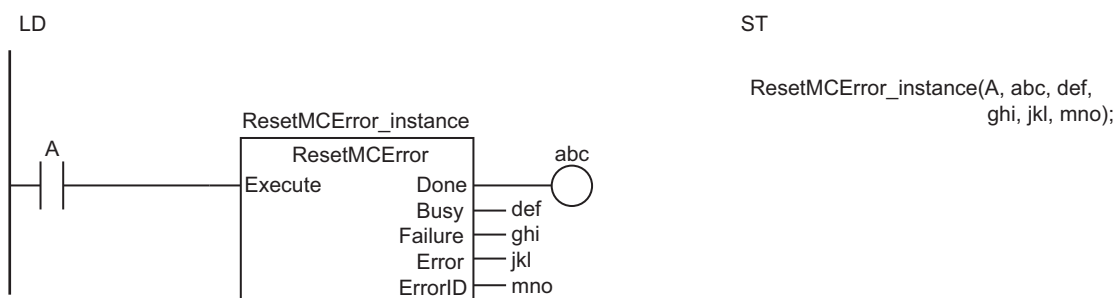 LD
ST
ResetMCError_instance(A, abc, def,
ghi, jkl, mno);
ResetMCError_instance
A
ResetMCError
abc
Execute
Done
Busy
def
Failure
ghi
Error
jkl
ErrorID
mno